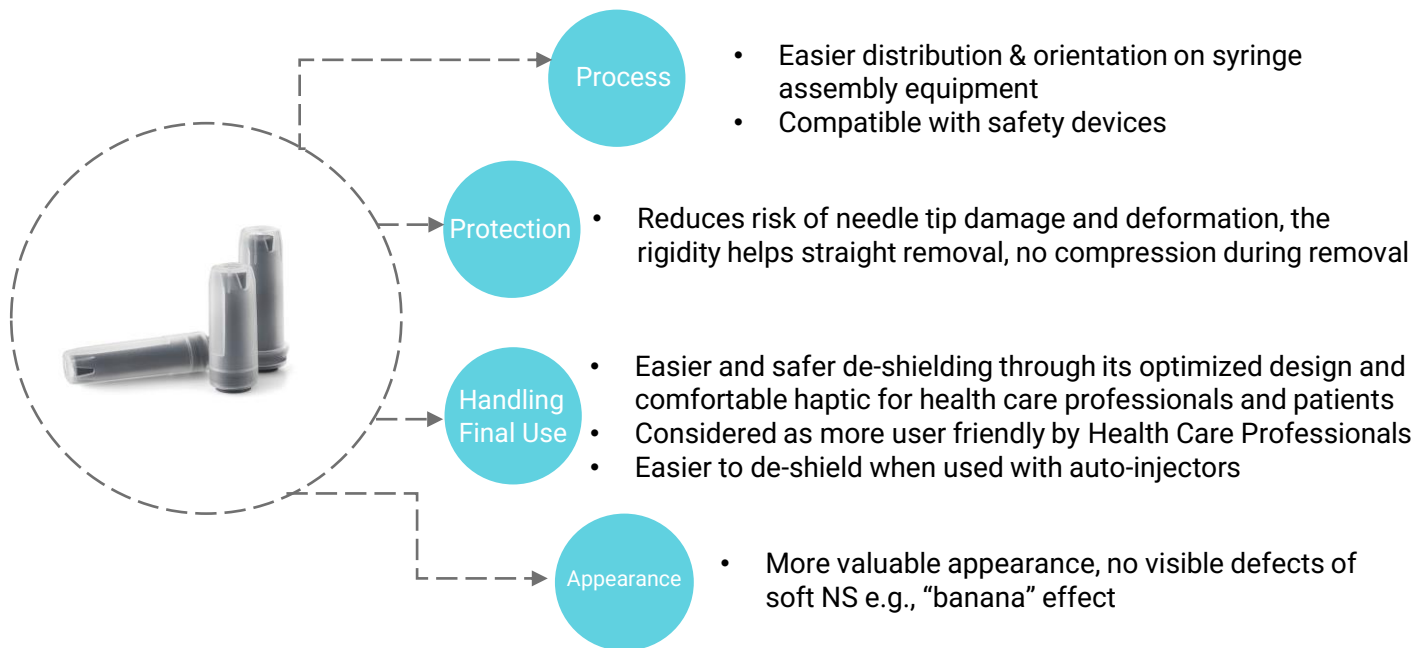 Process
• Easier distribution & orientation on syringe
assembly equipment
• Compatible with safety devices
Protection
• Reduces risk of needle tip damage and deformation, the
rigidity helps straight removal, no compression during removal
Handling
Final Use
• Easier and safer de-shielding through its optimized design and
comfortable haptic for health care professionals and patients
• Considered as more user friendly by Health Care Professionals
• Easier to de-shield when used with auto-injectors
Appearance
• More valuable appearance, no visible defects of
soft NS e.g., “banana” effect